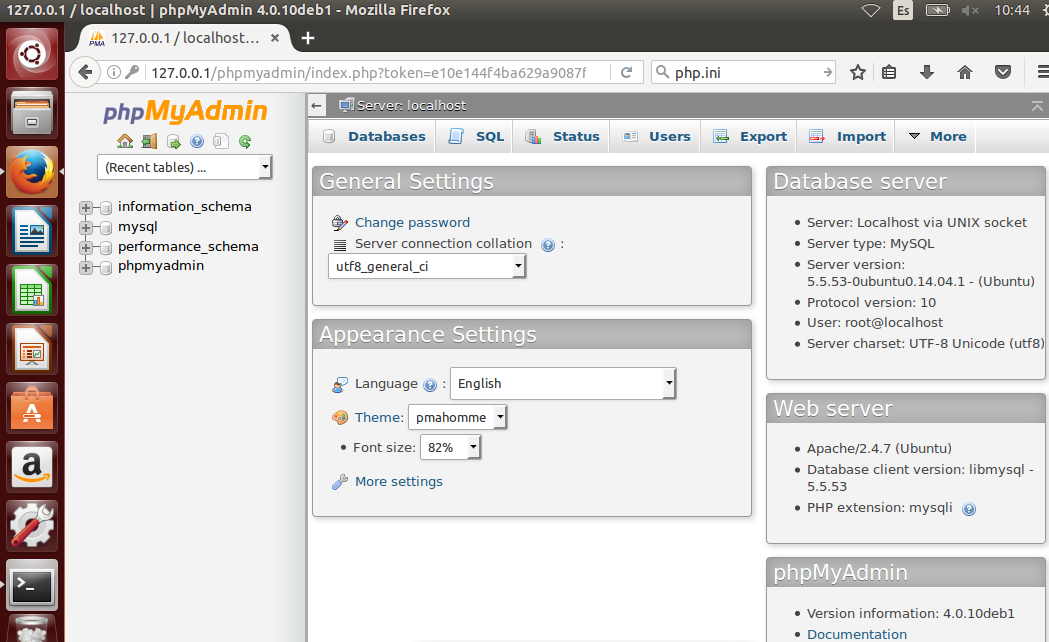 127.0.0.1 / localhost | phpMyAdmin 4.0.10deb1 - Mozilla Firefox
Es
10:44
PMA
127.0.0.1 / localhost... ×
+
127.0.0.1/phpmyadmin/index.php?token=e10e144f4ba629a9087f
php.ini
phpMyAdmin
(Recent tables) ...
information_schema
mysql
performance_schema
phpmyadmin
Server: localhost
Databases
SQL
Status
Users
Export
Import
More
General Settings
Change password
Server connection collation :
utf8_general_ci
Appearance Settings
Language : English
Theme: pmahomme
• Font size: 82%
More settings
Database server
• Server: Localhost via UNIX socket
• Server type: MySQL
• Server version:
5.5.53-0ubuntu0.14.04.1 - (Ubuntu)
• Protocol version: 10
• User: root@localhost
• Server charset: UTF-8 Unicode (utf8)
Web server
• Apache/2.4.7 (Ubuntu)
• Database client version: libmysql -
5.5.53
• PHP extension: mysqli
phpMyAdmin
• Version information: 4.0.10deb1
• Documentation